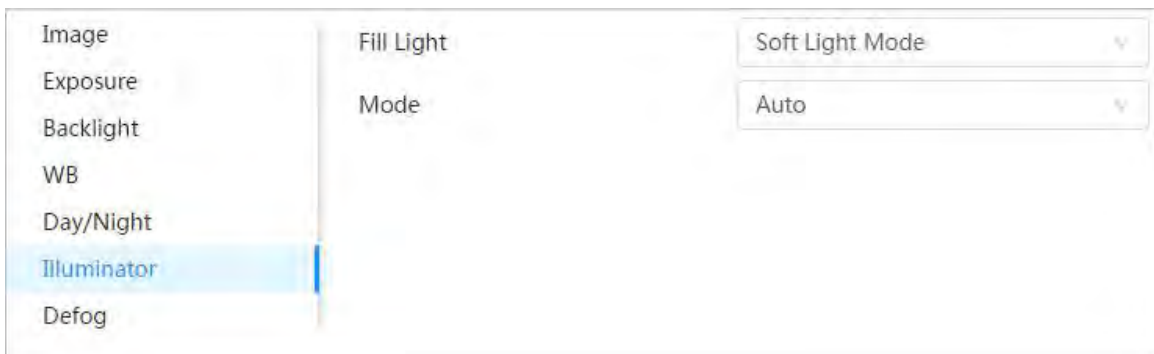 Image
Exposure
Backlight
WB
Day/Night
Illuminator
Defog
Fill Light
Soft Light Mode
Mode
Auto